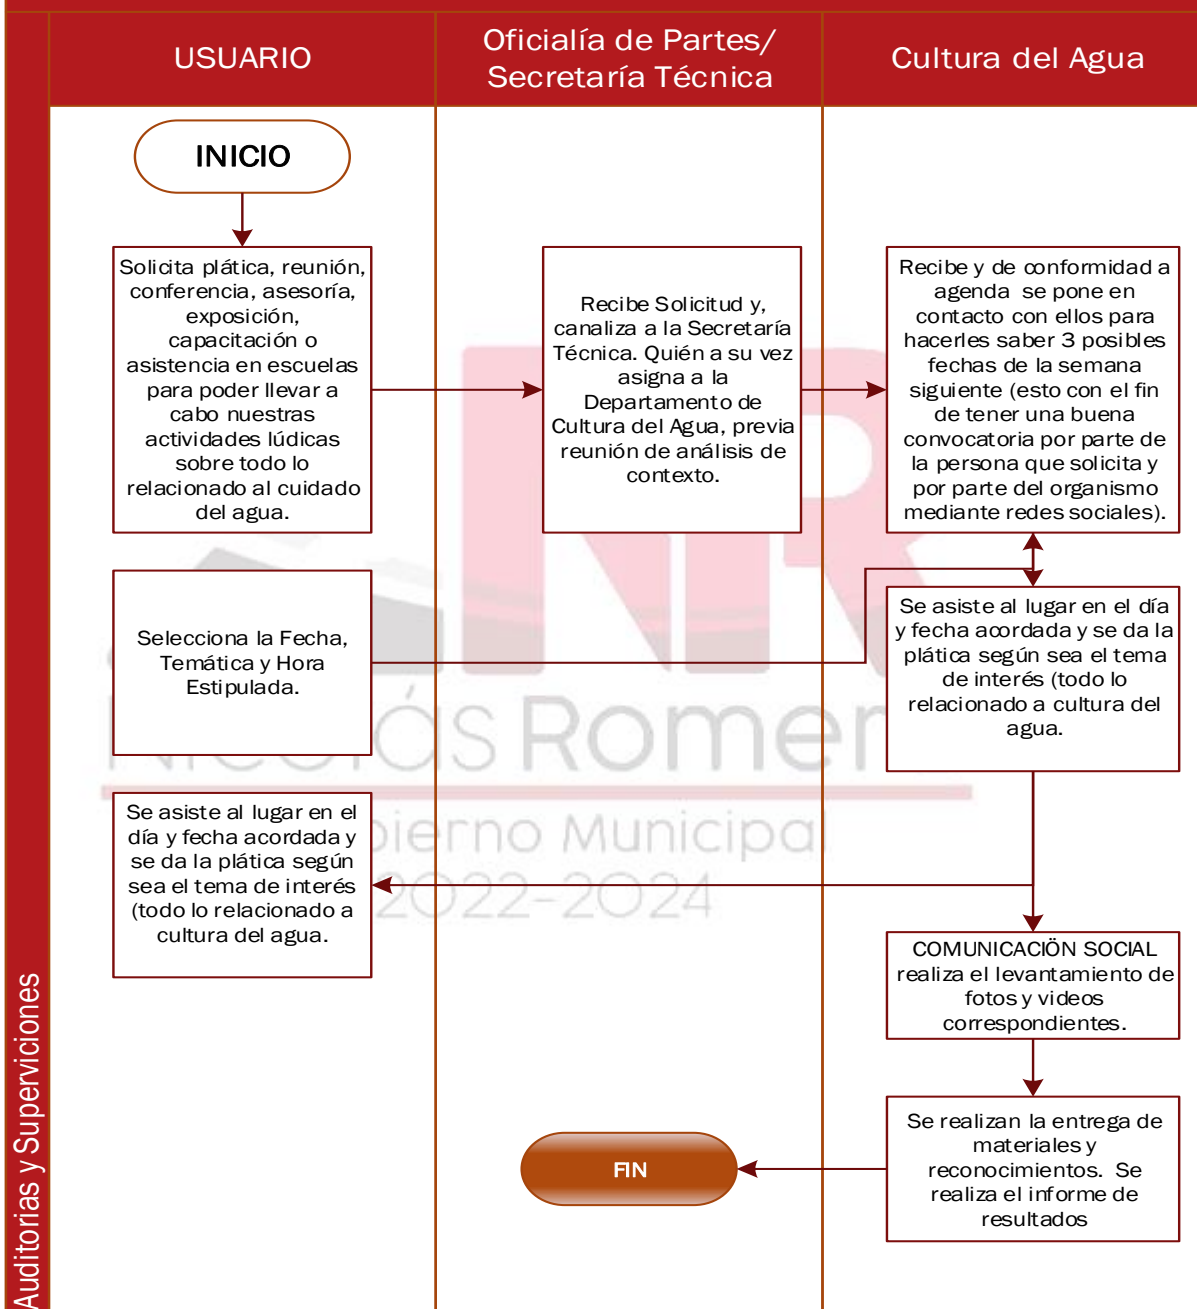 USUARIO
Oficialía de Partes/
Secretaría Técnica
Cultura del Agua
INICIO
Solicita plática, reunión,
conferencia, asesoría,
exposición,
capacitación o
asistencia en escuelas
para poder llevar a
cabo nuestras
actividades lúdicas
sobre todo lo
relacionado al cuidado
del agua.
Recibe Solicitud y,
canaliza a la Secretaría
Técnica. Quién a su vez
asigna a la
Departamento de
Cultura del Agua, previa
reunión de análisis de
contexto.
Recibe y de conformidad a
agenda se pone en
contacto con ellos para
hacerles saber 3 posibles
fechas de la semana
siguiente (esto con el fin
de tener una buena
convocatoria por parte de
la persona que solicita y
por parte del organismo
mediante redes sociales).
Selecciona la Fecha,
Temática y Hora
Estipulada.
Se asiste al lugar en el día
y fecha acordada y se da la
plática según sea el tema
de interés (todo lo
relacionado a cultura del
agua.
Se asiste al lugar en el
día y fecha acordada y
se da la plática según
sea el tema de interés
(todo lo relacionado a
cultura del agua.
COMUNICACIÖN SOCIAL
realiza el levantamiento de
fotos y videos
correspondientes.
Se realizan la entrega de
materiales y
reconocimientos. Se
realiza el informe de
resultados
FIN
Auditorias y Superviciones
NR
Municipal
2022-2024